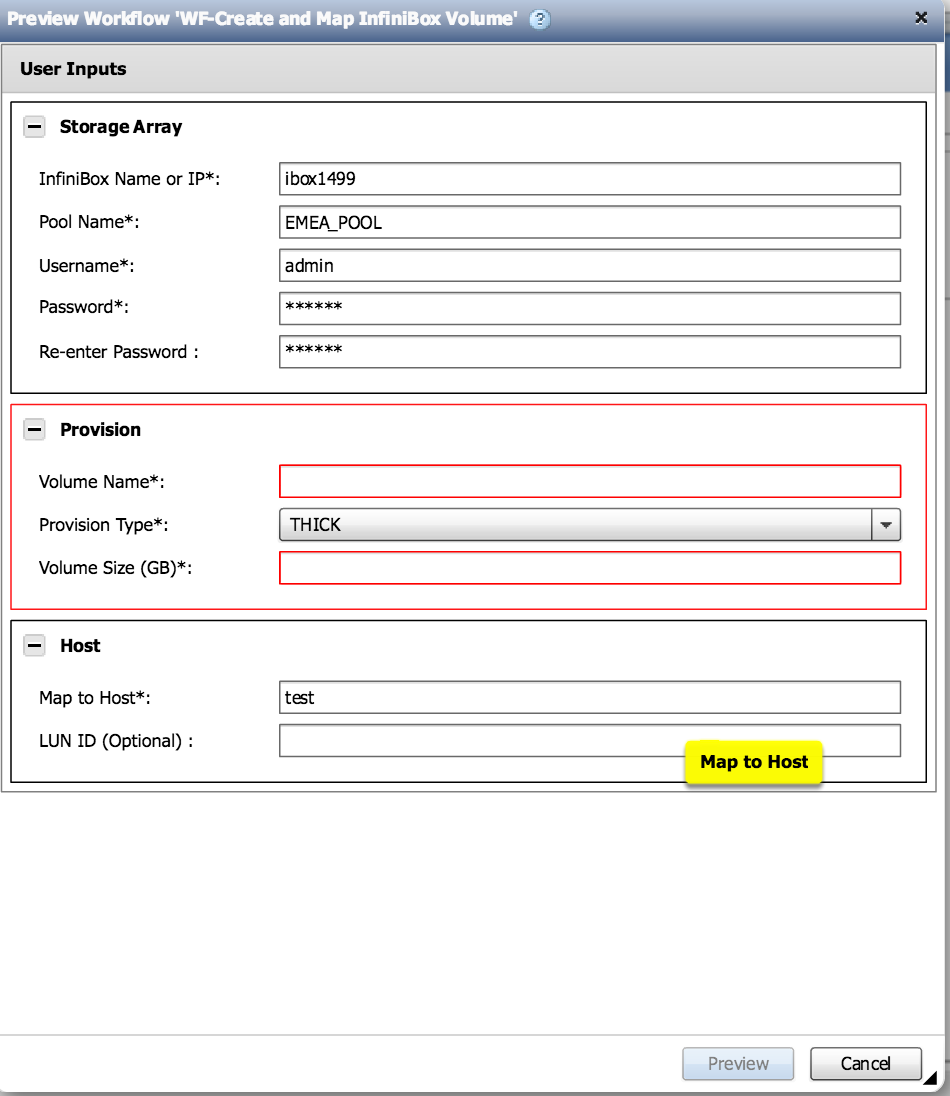 Preview Workflow 'WF-Create and Map InfiniBox Volume' ?
User Inputs
Storage Array
InfiniBox Name or IP*: ibox1499
Pool Name*: EMEA_POOL
Username*: admin
Password*: ******
Re-enter Password : ******
Provision
Volume Name*:
Provision Type*: THICK
Volume Size (GB)*:
Host
Map to Host*: test
LUN ID (Optional) :
Map to Host
Preview Cancel